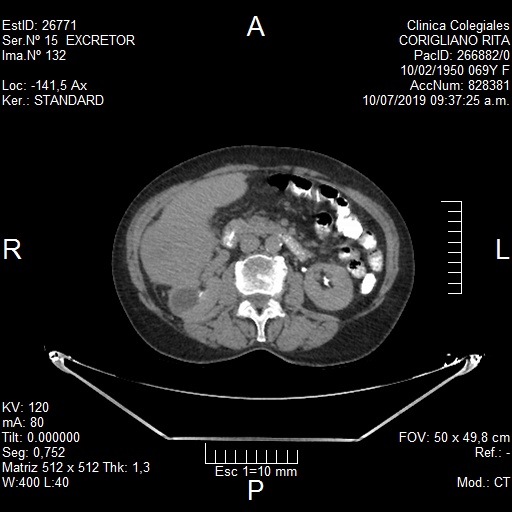 EstID: 26771
Ser.Nº 15 EXCRETOR
Ima.Nº 132
Loc: -141,5 Ax
Ker.: STANDARD
A
Clinica Colegiales
CORIGLIANO RITA
PacID: 266882/0
10/02/1950 069Y F
AccNum: 828381
10/07/2019 09:37:25 a.m.
R
L
KV: 120
mA: 80
Tilt: 0.000000
Seg: 0,752
Matriz 512 x 512 Thk: 1,3
W:400 L:40
Esc 1=10 mm
P
FOV: 50 x 49,8 cm
Ref.: -
Mod.: CT